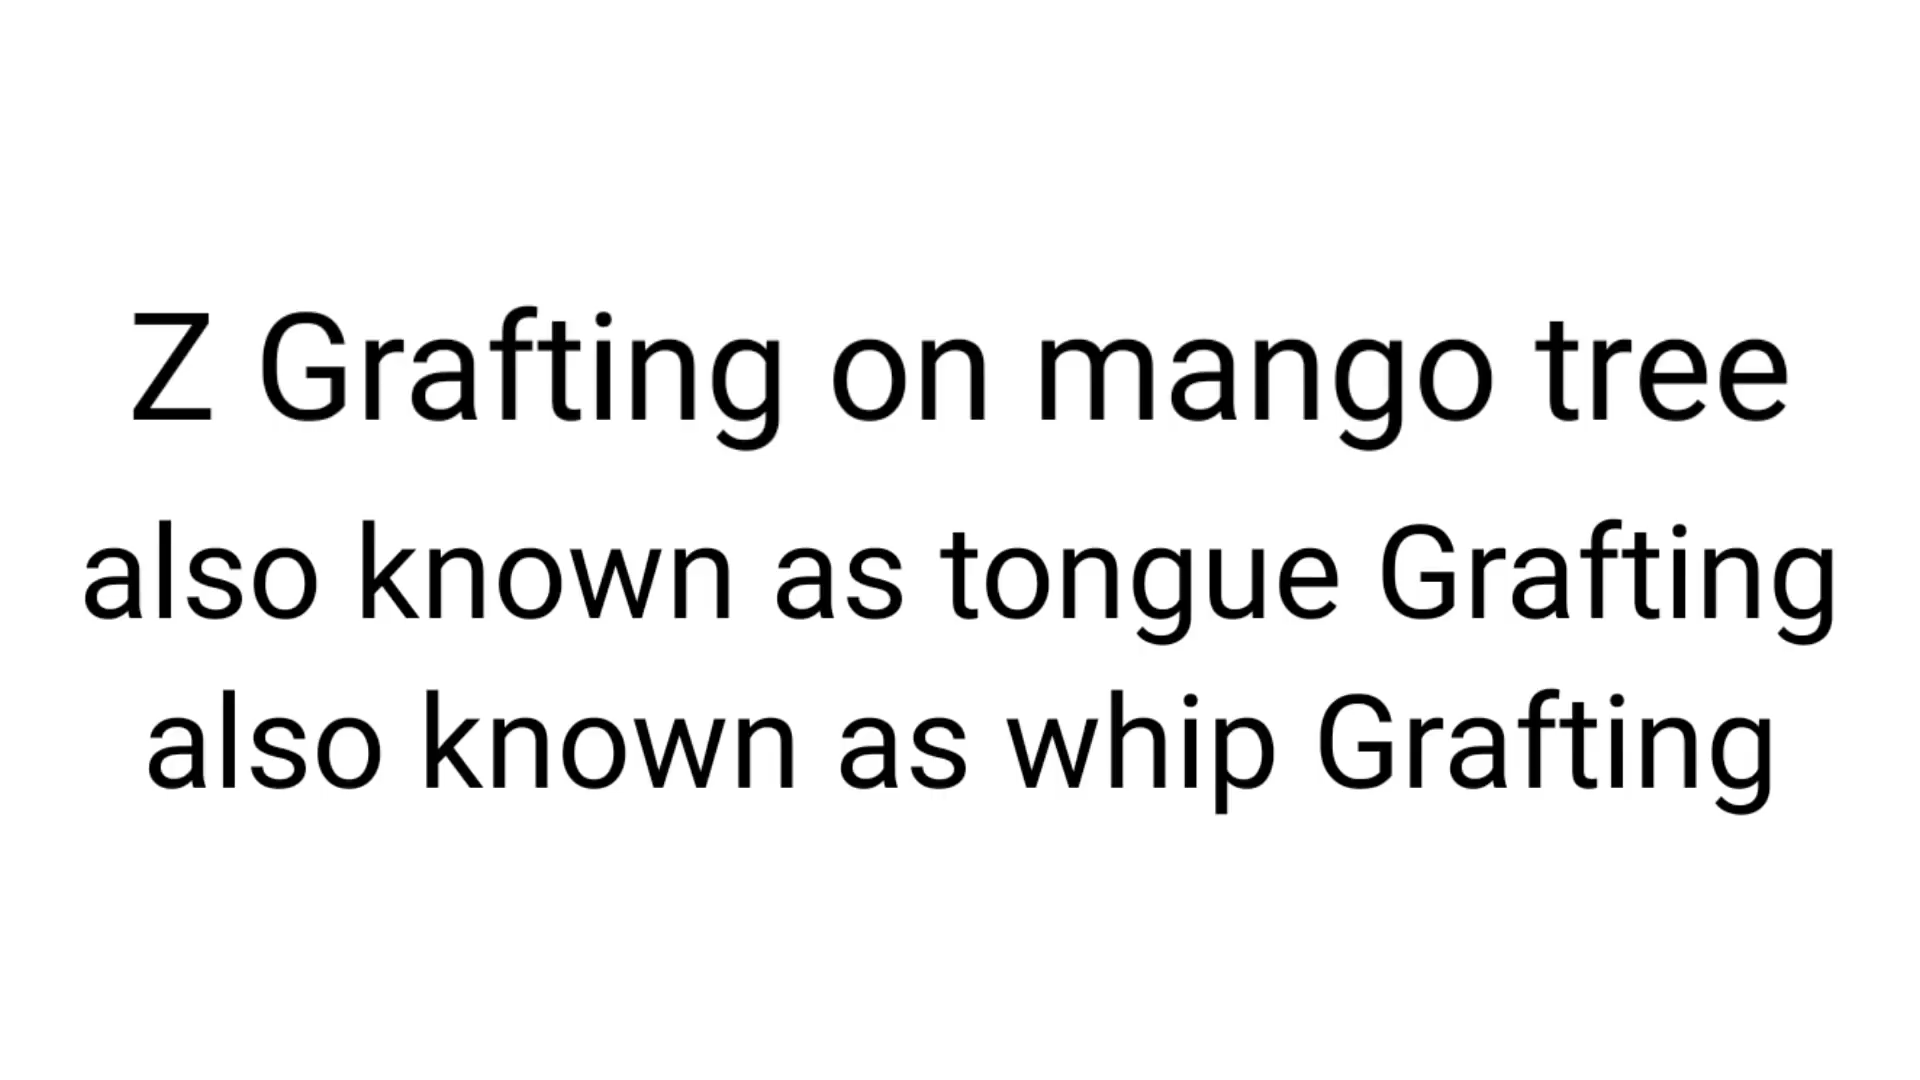 Z Grafting on mango tree
also known as tongue Grafting
also known as whip Grafting